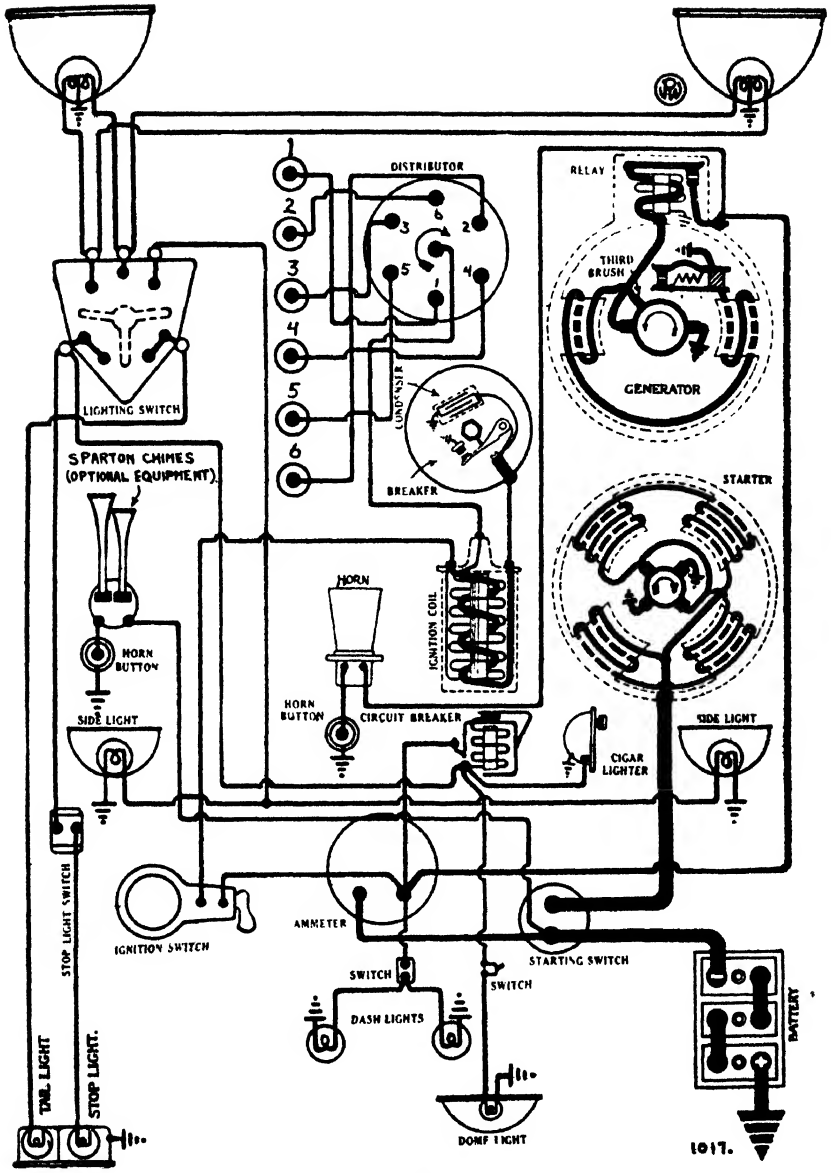 1
2
3
4
5
6
DISTRIBUTOR
6
3
2
5
4
1
RELAY
THIRD
BRUSH
GENERATOR
LIGHTING SWITCH
CONDENSER
BREAKER
SPARTON CHIMES
(OPTIONAL EQUIPMENT).
STARTER
HORN
BUTTON
HORN
IGNITION COIL
HORN
BUTTON
CIRCUIT BREAKER
SIDE LIGHT
CIGAR
LIGHTER
SIDE LIGHT
STOP LIGHT SWITCH
IGNITION SWITCH
AMMETER
STARTING SWITCH
SWITCH
SWITCH
DASH LIGHTS
BATTERY
TAIL LIGHT
STOP LIGHT.
DOME LIGHT
1017.